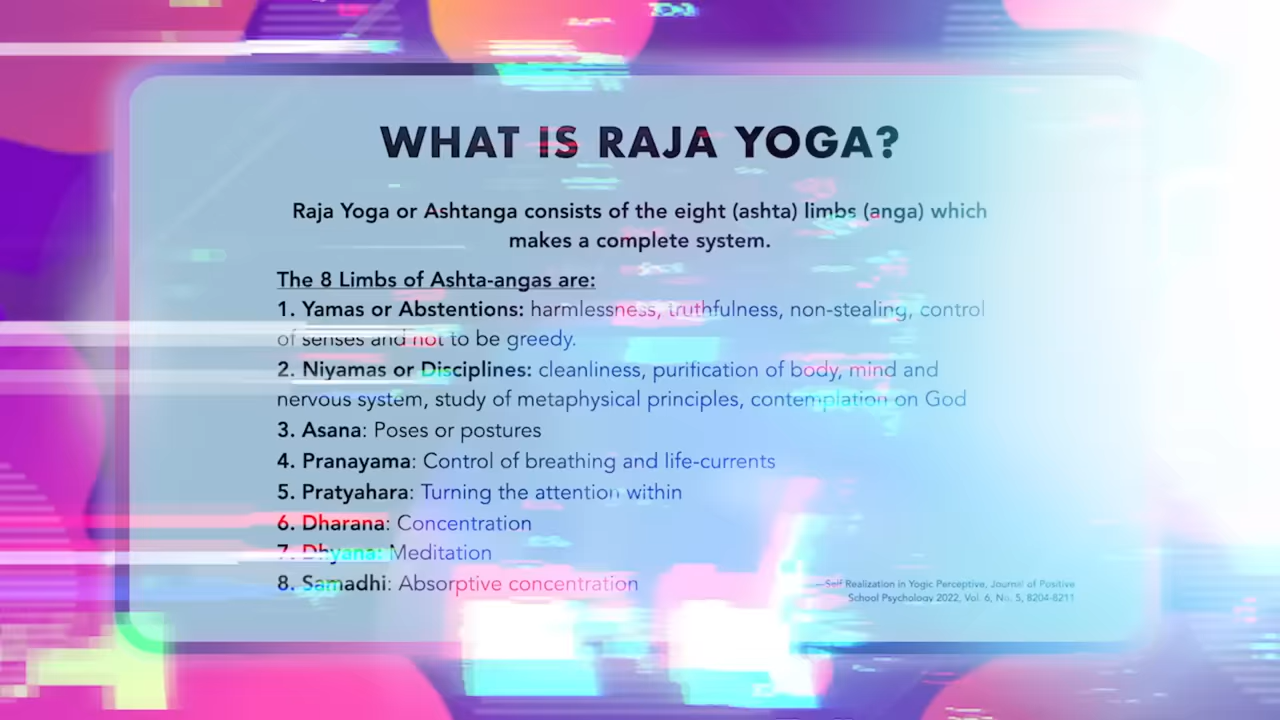 WHAT IS RAJA YOGA?
Raja Yoga or Ashtanga consists of the eight (ashta) limbs (anga) which
makes a complete system.
The 8 Limbs of Ashta-angas are:
1. Yamas or Abstentions: harmlessness, truthfulness, non-stealing, control
of senses and not to be greedy.
2. Niyamas or Disciplines: cleanliness, purification of body, mind and
nervous system, study of metaphysical principles, contemplation on God
3. Asana: Poses or postures
4. Pranayama: Control of breathing and life-currents
5. Pratyahara: Turning the attention within
6. Dharana: Concentration
7. Dhyana: Meditation
8. Samadhi: Absorptive concentration
—Self Realization in Yogic Perceptive, Journal of Positive
School Psychology 2022, Vol. 6, No. 5, 8204-8211